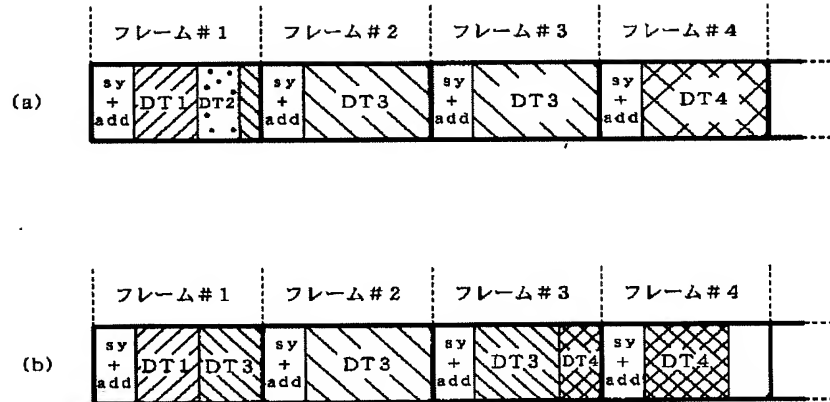 フレーム#1 フレーム#2 フレーム#3 フレーム#4
(a)
sy + add DT1 DT2 sy + add DT3 sy + add DT3 sy + add DT4
フレーム#1 フレーム#2 フレーム#3 フレーム#4
(b)
sy + add DT1 DT3 sy + add DT3 sy + add DT3 DT4 sy + add DT4